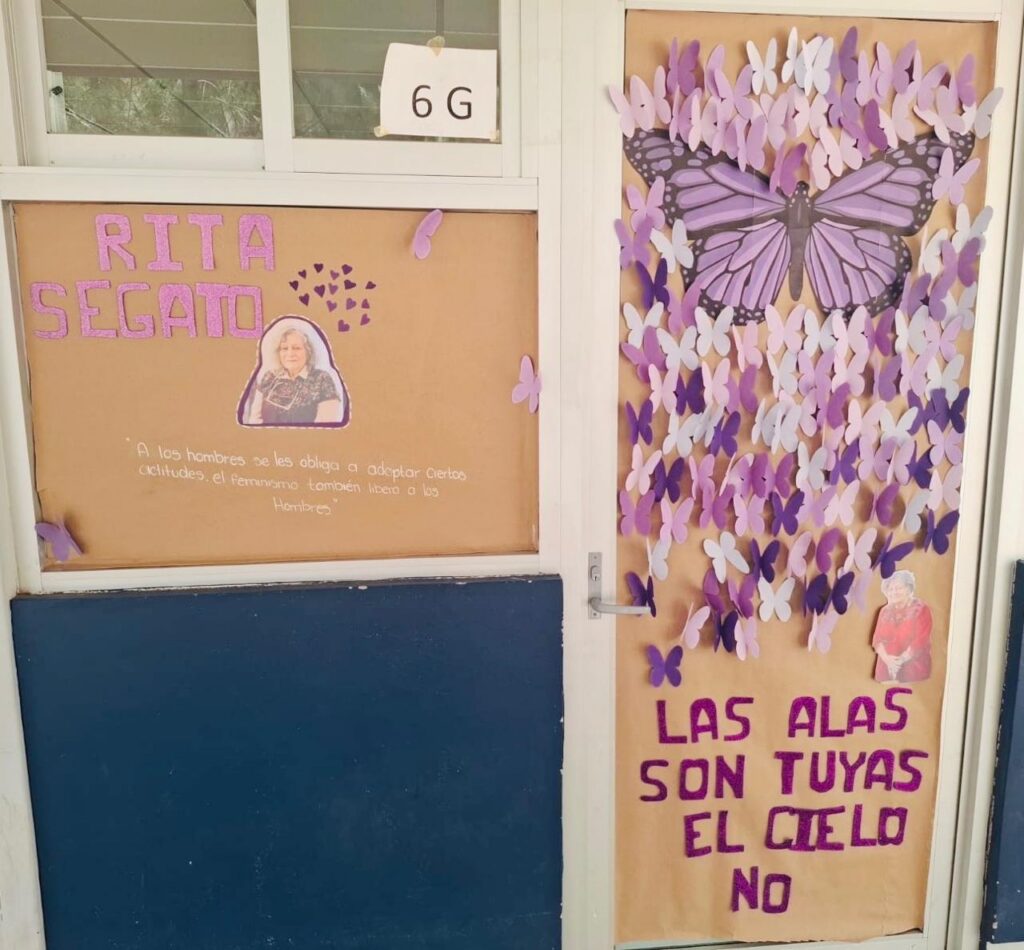 6 G
RITA
SEGATO
"A los hombres se les obliga a adoptar ciertas
actitudes, el feminismo también libera a los
Hombres"
LAS ALAS
SON TUYAS
EL CIELO
NO